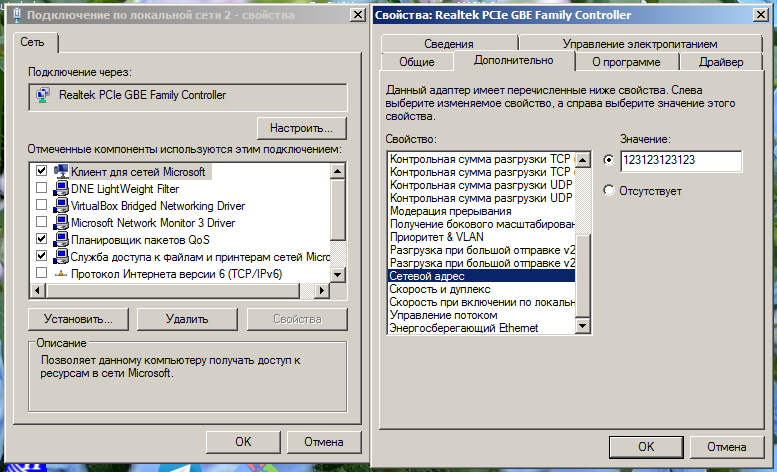 Подключение по локальной сети 2 - свойства
Сеть
Подключение через:
Realtek PCIe GBE Family Controller
Настроить...
Отмеченные компоненты используются этим подключением:
Клиент для сетей Microsoft
DNE LightWeight Filter
VirtualBox Bridged Networking Driver
Microsoft Network Monitor 3 Driver
Планировщик пакетов QoS
Служба доступа к файлам и принтерам сетей Micro
Протокол Интернета версии 6 (TCP/IPv6)
Установить...
Удалить
Свойства
Описание
Позволяет данному компьютеру получать доступ к
ресурсам в сети Microsoft.
OK
Отмена
Свойства: Realtek PCIe GBE Family Controller
Сведения
Управление электропитанием
Общие
Дополнительно
О программе
Драйвер
Данный адаптер имеет перечисленные ниже свойства. Слева
выберите изменяемое свойство, а справа выберите значение этого
свойства.
Свойство:
Контрольная сумма разгрузки TCP (
Контрольная сумма разгрузки TCP (
Контрольная сумма разгрузки UDP
Контрольная сумма разгрузки UDP
Модерация прерывания
Получение бокового масштабирован
Приоритет & VLAN
Разгрузка при большой отправке v2
Разгрузка при большой отправке v2
Сетевой адрес
Скорость и дуплекс
Скорость при включении по локальн
Управление потоком
Энергосберегающий Ethernet
Значение:
123123123123
Отсутствует
OK
Отмена